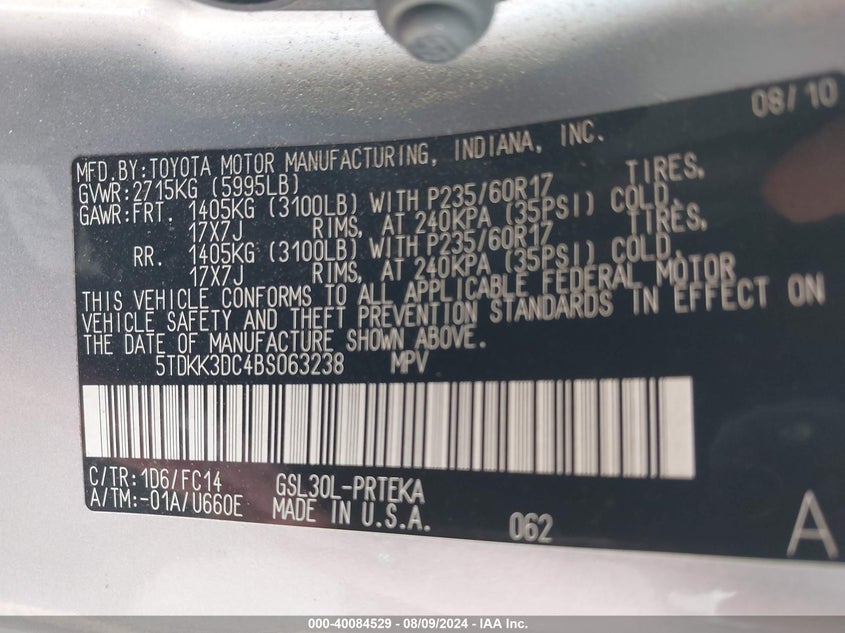 08/10
MFD.BY:TOYOTA MOTOR MANUFACTURING, INDIANA, INC.
GVWR:2715KG (5995LB)
GAWR:FRT. 1405KG (3100LB) WITH P235/60R17 TIRES,
17X7J RIMS, AT 240KPA (35PSI) COLD.
RR. 1405KG (3100LB) WITH P235/60R17 TIRES,
17X7J RIMS, AT 240KPA (35PSI) COLD.
THIS VEHICLE CONFORMS TO ALL APPLICABLE FEDERAL MOTOR
VEHICLE SAFETY AND THEFT PREVENTION STANDARDS IN EFFECT ON
THE DATE OF MANUFACTURE SHOWN ABOVE.
5TDKK3DC4BS063238 MPV
C/TR:1D6/FC14 GSL30L-PRTEKA
A/TM:-01A/U660E MADE IN U.S.A.
062 A
000-40084529 - 08/09/2024 - IAA Inc.